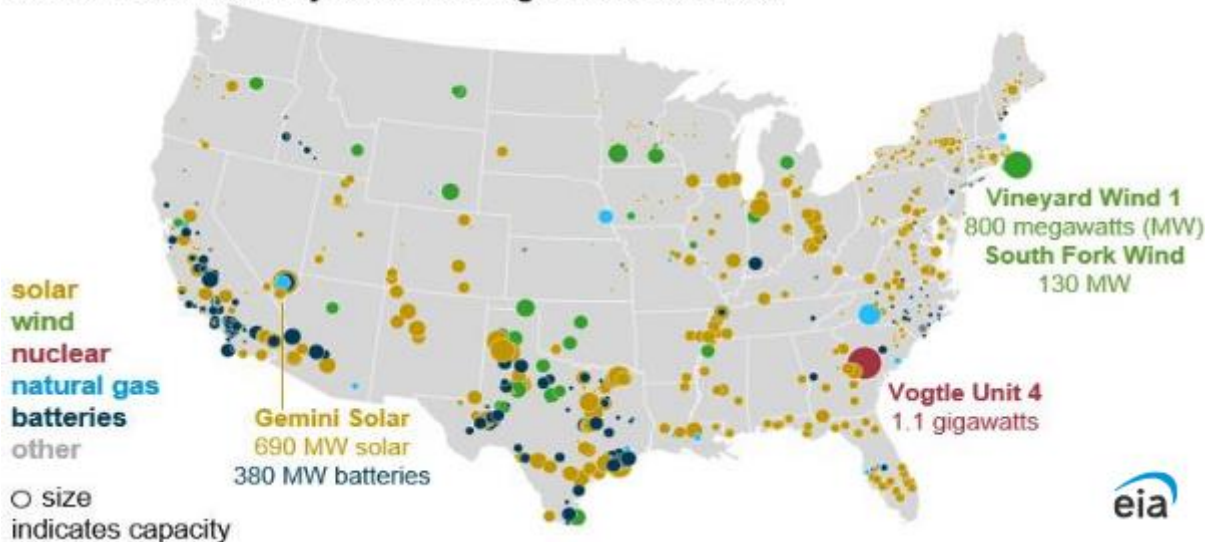 Vineyard Wind 1
800 megawatts (MW)
South Fork Wind
130 MW
solar
wind
nuclear
natural gas
batteries
other
size
indicates capacity
Gemini Solar
690 MW solar
380 MW batteries
Vogtle Unit 4
1.1 gigawatts
eia